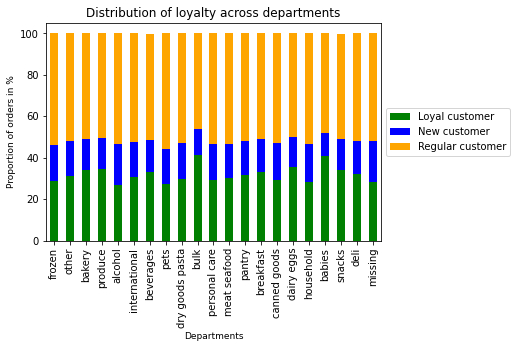 Distribution of loyalty across departments
Proportion of orders in %
100
80
60
40
20
0
Loyal customer
New customer
Regular customer
frozen
other
bakery
produce
alcohol
international
beverages
pets
dry goods pasta
bulk
personal care
meat seafood
pantry
breakfast
canned goods
dairy eggs
household
babies
snacks
deli
missing
Departments